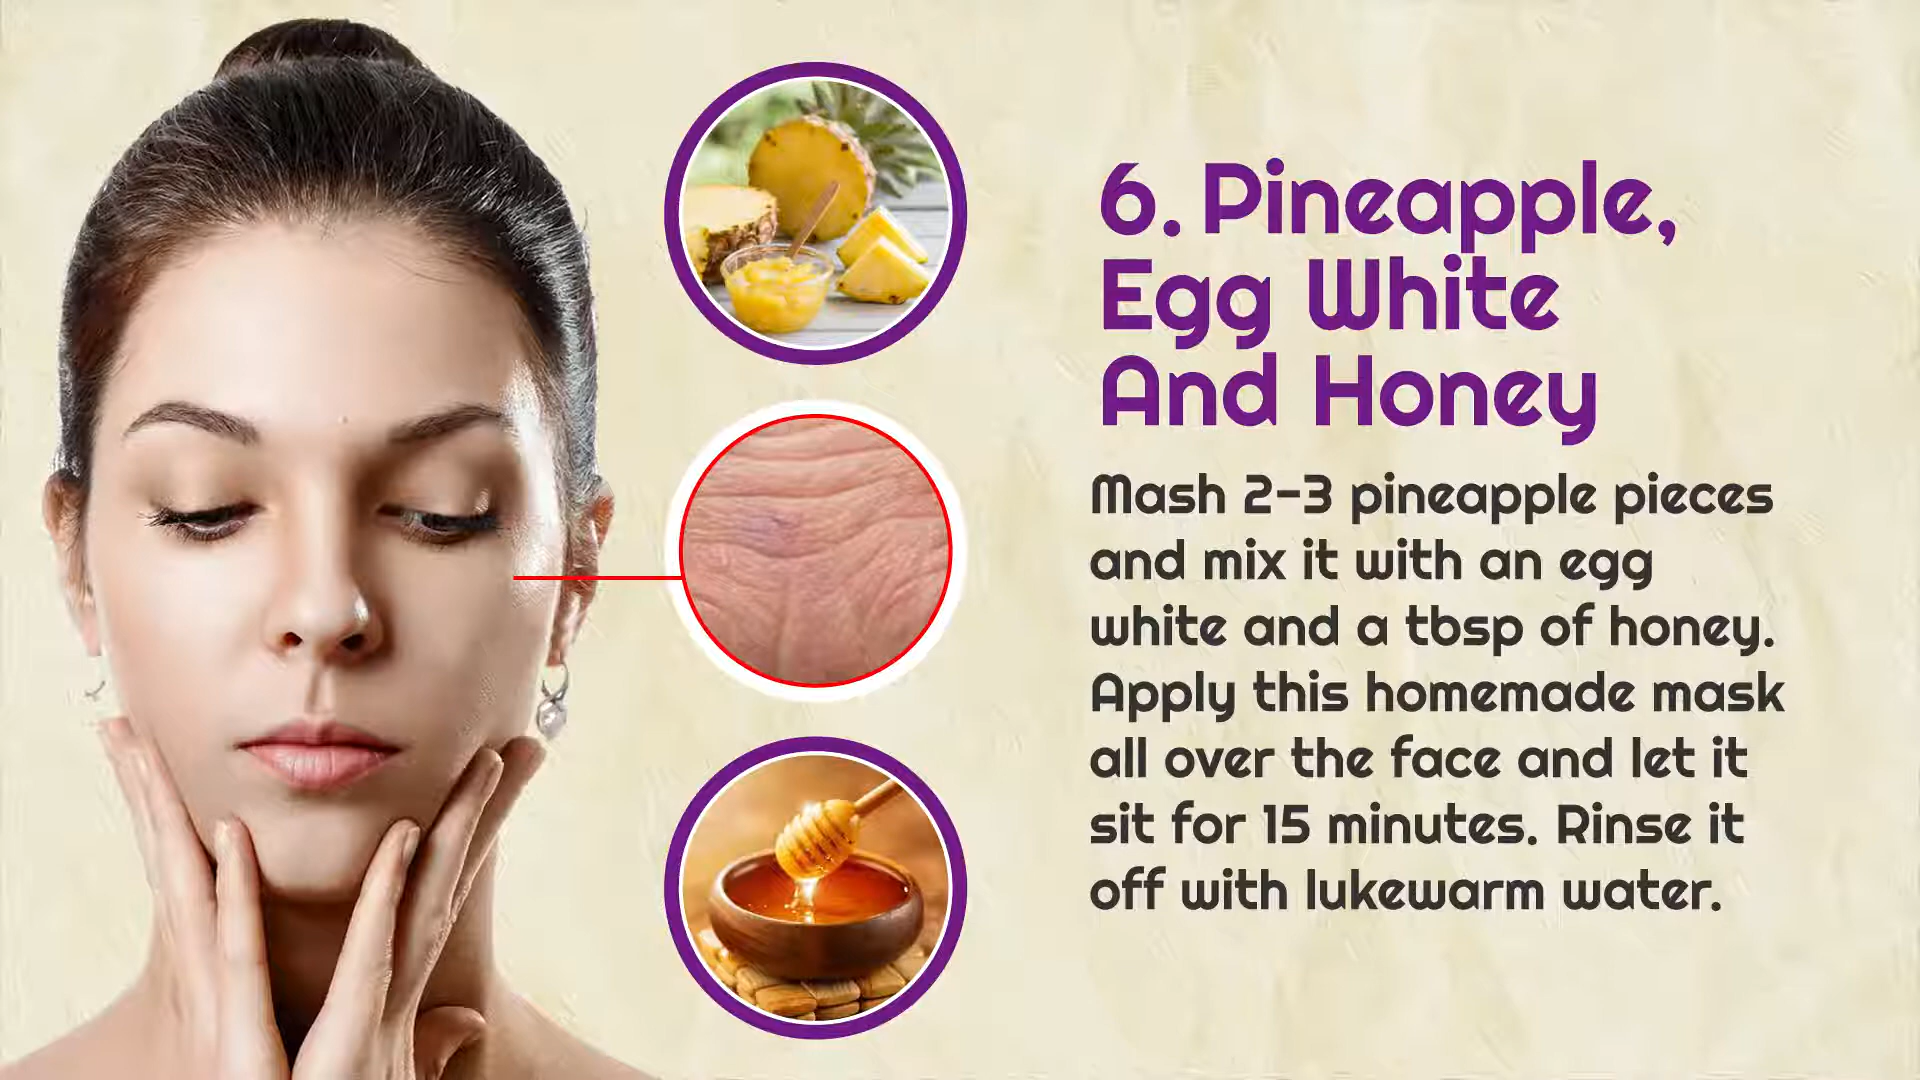 6. Pineapple,
Egg White
And Honey
Mash 2-3 pineapple pieces
and mix it with an egg
white and a tbsp of honey.
Apply this homemade mask
all over the face and let it
sit for 15 minutes. Rinse it
off with lukewarm water.